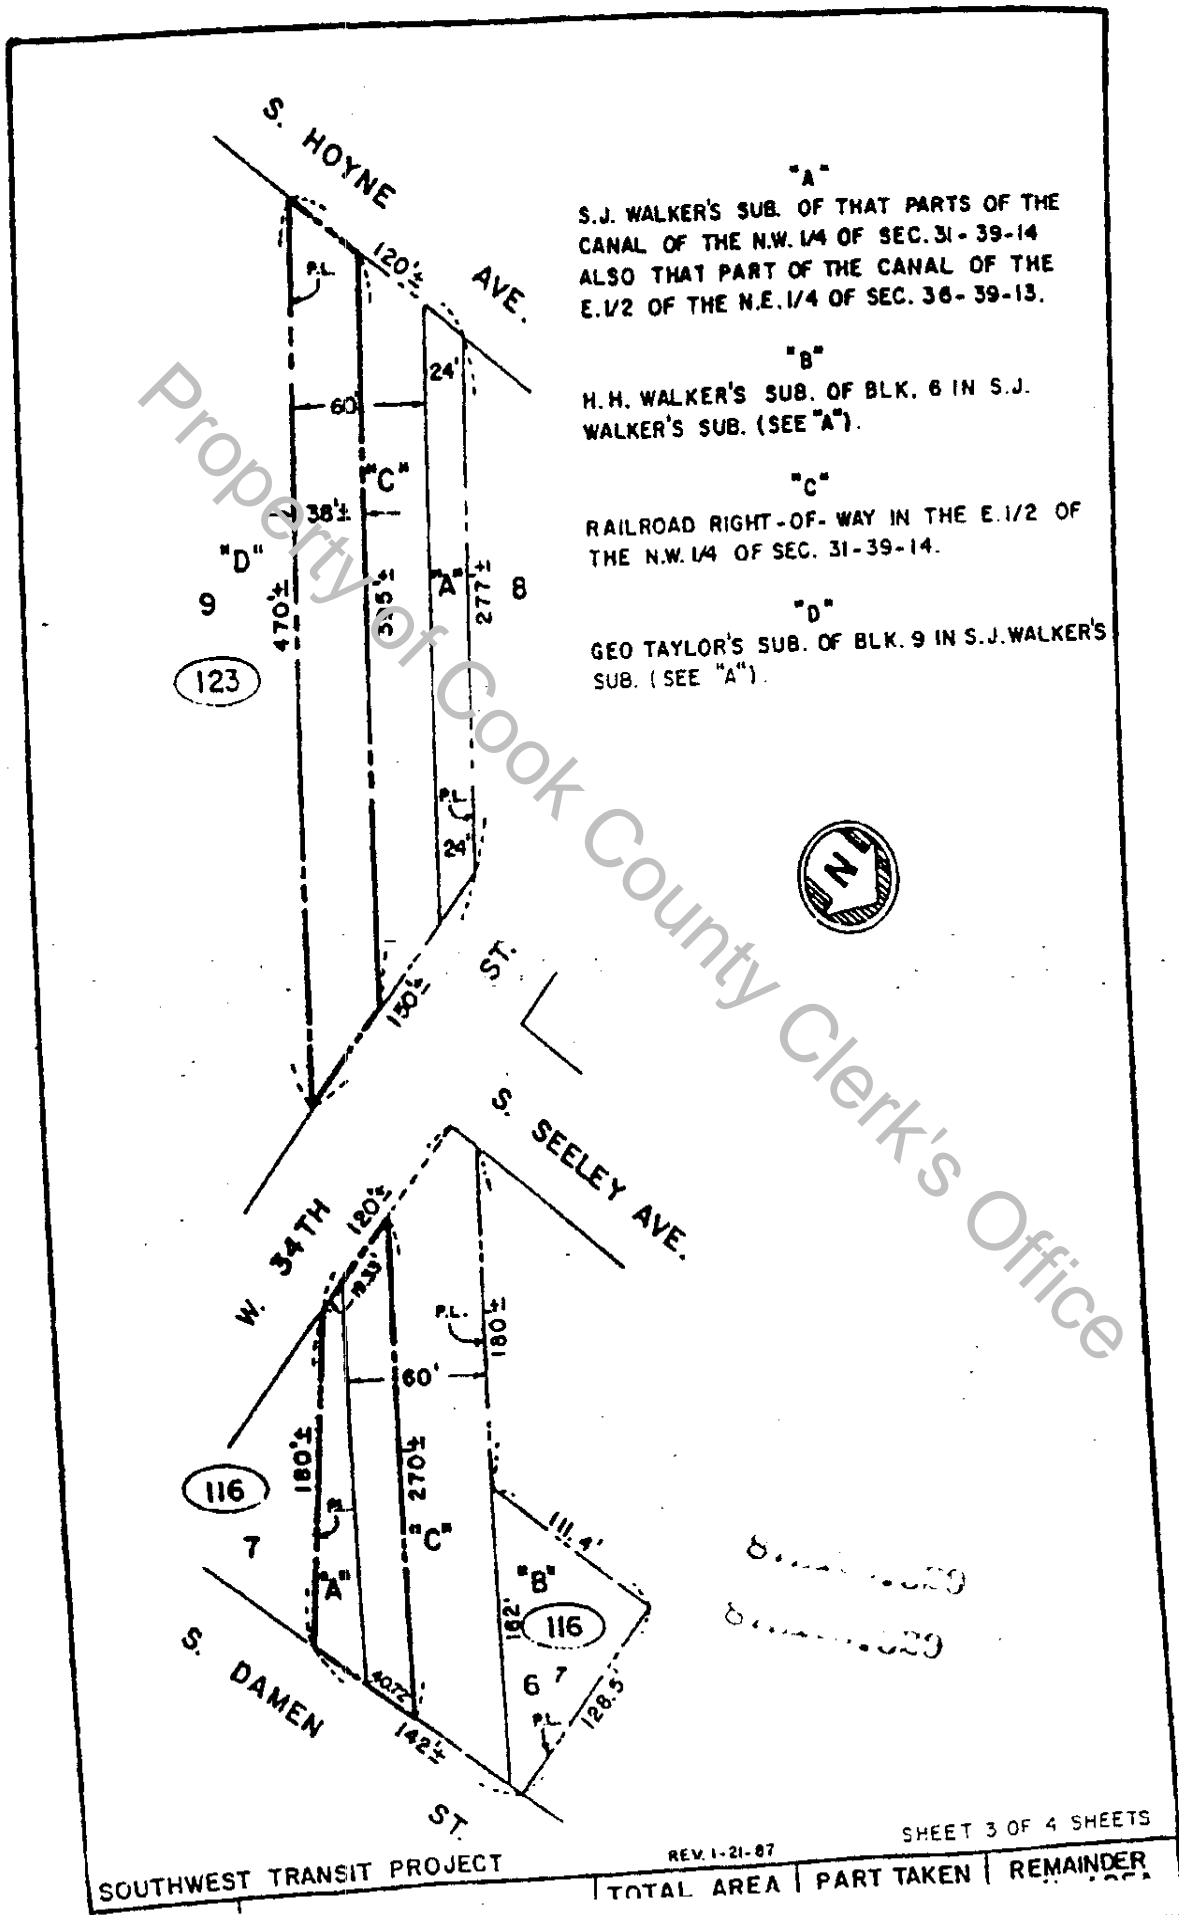 S. HOYNE AVE.
"A"
S.J. WALKER'S SUB. OF THAT PARTS OF THE
CANAL OF THE N.W. 1/4 OF SEC. 31-39-14
ALSO THAT PART OF THE CANAL OF THE
E.1/2 OF THE N.E. 1/4 OF SEC. 36-39-13.
"B"
H.H. WALKER'S SUB. OF BLK. 6 IN S.J.
WALKER'S SUB. (SEE "A").
"C"
RAILROAD RIGHT-OF-WAY IN THE E.1/2 OF
THE N.W. 1/4 OF SEC. 31-39-14.
"D"
GEO TAYLOR'S SUB. OF BLK. 9 IN S.J. WALKER'S
SUB. (SEE "A").
P.L.
120'±
24'
60'
"C"
38'±
"D"
9
470'±
"A"
277±
8
123
P.L.
24'
N
150'±
W. 34TH ST.
S. SEELEY AVE.
120'±
19.33'
P.L.
180±
60'
180'±
270'±
116
7
P.L.
"A"
"C"
111.4'
"B"
162'
116
6 7
128.5'
P.L.
40.72'
142'±
S. DAMEN ST.
Property of Cook County Clerk's Office
SHEET 3 OF 4 SHEETS
REV. 1-21-87
SOUTHWEST TRANSIT PROJECT
TOTAL AREA PART TAKEN REMAINDER